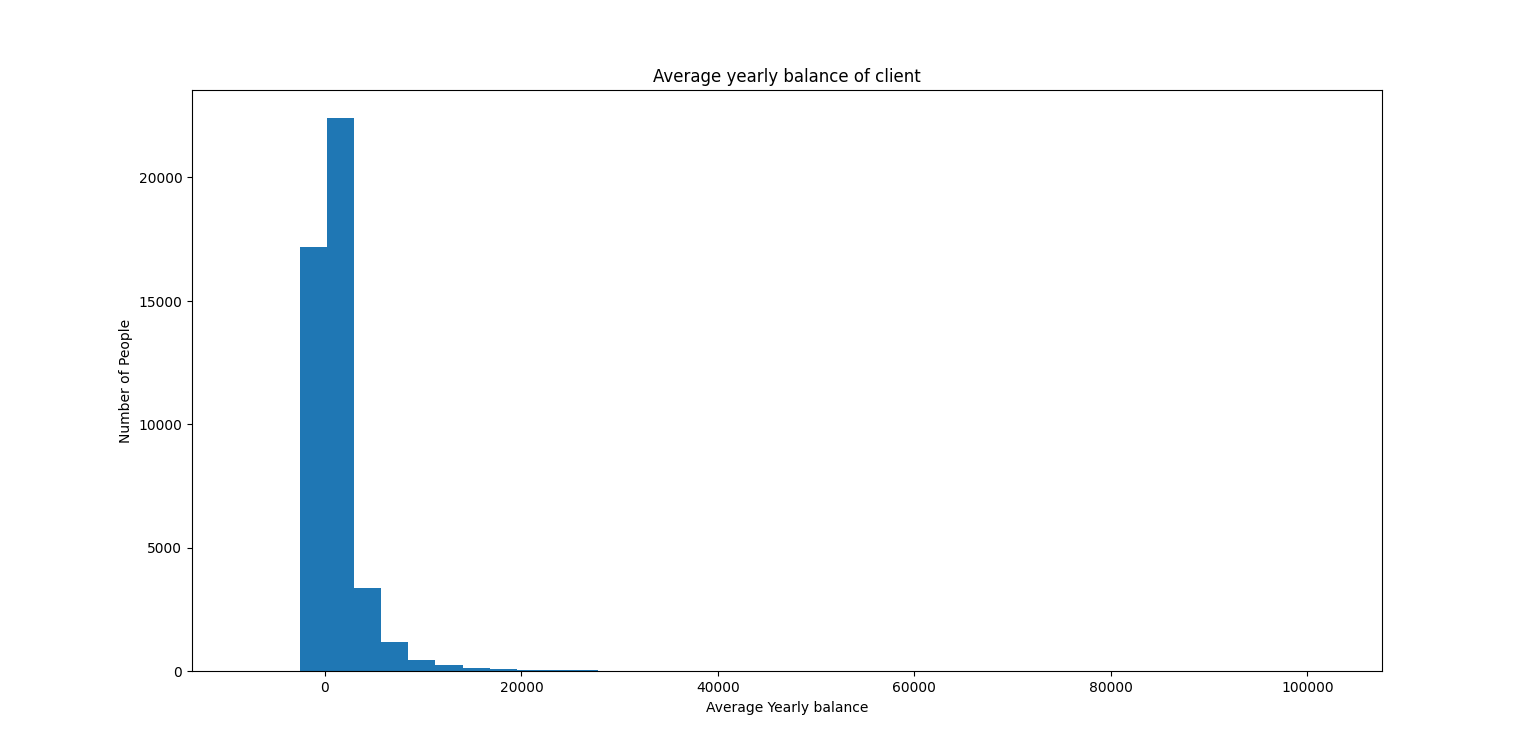 Average yearly balance of client
Number of People
20000
15000
10000
5000
0
0 20000 40000 60000 80000 100000
Average Yearly balance